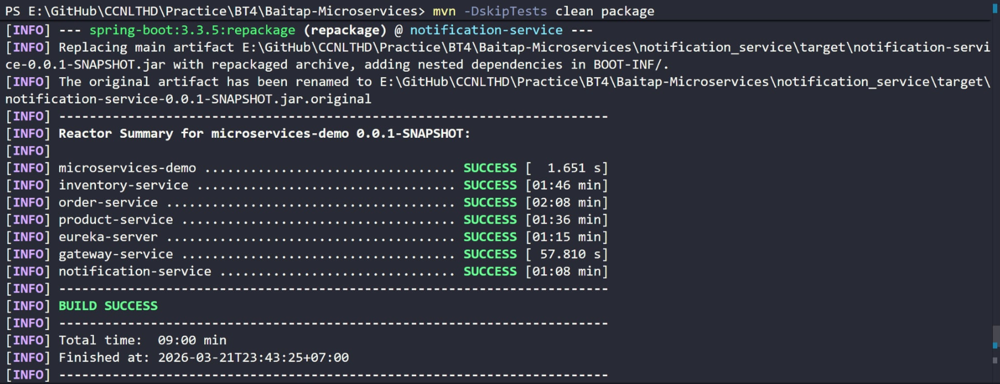 PS E:\GitHub\CCNLTHD\Practice\BT4\Baitap-Microservices> mvn -DskipTests clean package
[INFO] --- spring-boot:3.3.5:repackage (repackage) @ notification-service ---
[INFO] Replacing main artifact E:\GitHub\CCNLTHD\Practice\BT4\Baitap-Microservices\notification_service\target\notification-servi
ce-0.0.1-SNAPSHOT.jar with repackaged archive, adding nested dependencies in BOOT-INF/.
[INFO] The original artifact has been renamed to E:\GitHub\CCNLTHD\Practice\BT4\Baitap-Microservices\notification_service\target\
notification-service-0.0.1-SNAPSHOT.jar.original
[INFO] ------------------------------------------------------------------------
[INFO] Reactor Summary for microservices-demo 0.0.1-SNAPSHOT:
[INFO]
[INFO] microservices-demo ................................. SUCCESS [  1.651 s]
[INFO] inventory-service .................................. SUCCESS [01:46 min]
[INFO] order-service ...................................... SUCCESS [02:08 min]
[INFO] product-service .................................... SUCCESS [01:36 min]
[INFO] eureka-server ...................................... SUCCESS [01:15 min]
[INFO] gateway-service .................................... SUCCESS [ 57.810 s]
[INFO] notification-service ............................... SUCCESS [01:08 min]
[INFO] ------------------------------------------------------------------------
[INFO] BUILD SUCCESS
[INFO] ------------------------------------------------------------------------
[INFO] Total time:  09:00 min
[INFO] Finished at: 2026-03-21T23:43:25+07:00
[INFO] ------------------------------------------------------------------------